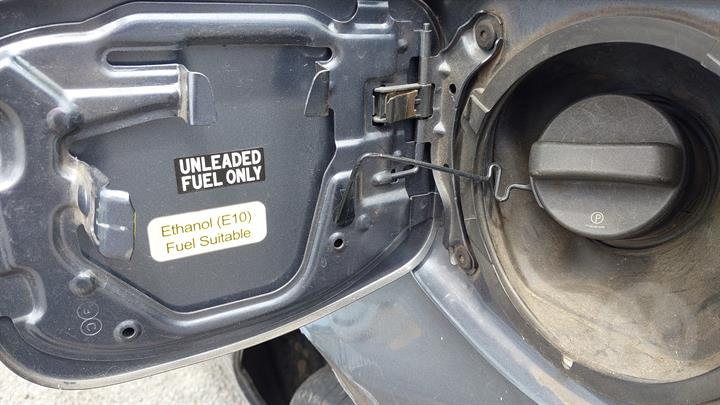 UNLEADED
FUEL ONLY
Ethanol (E10)
Fuel Suitable
P